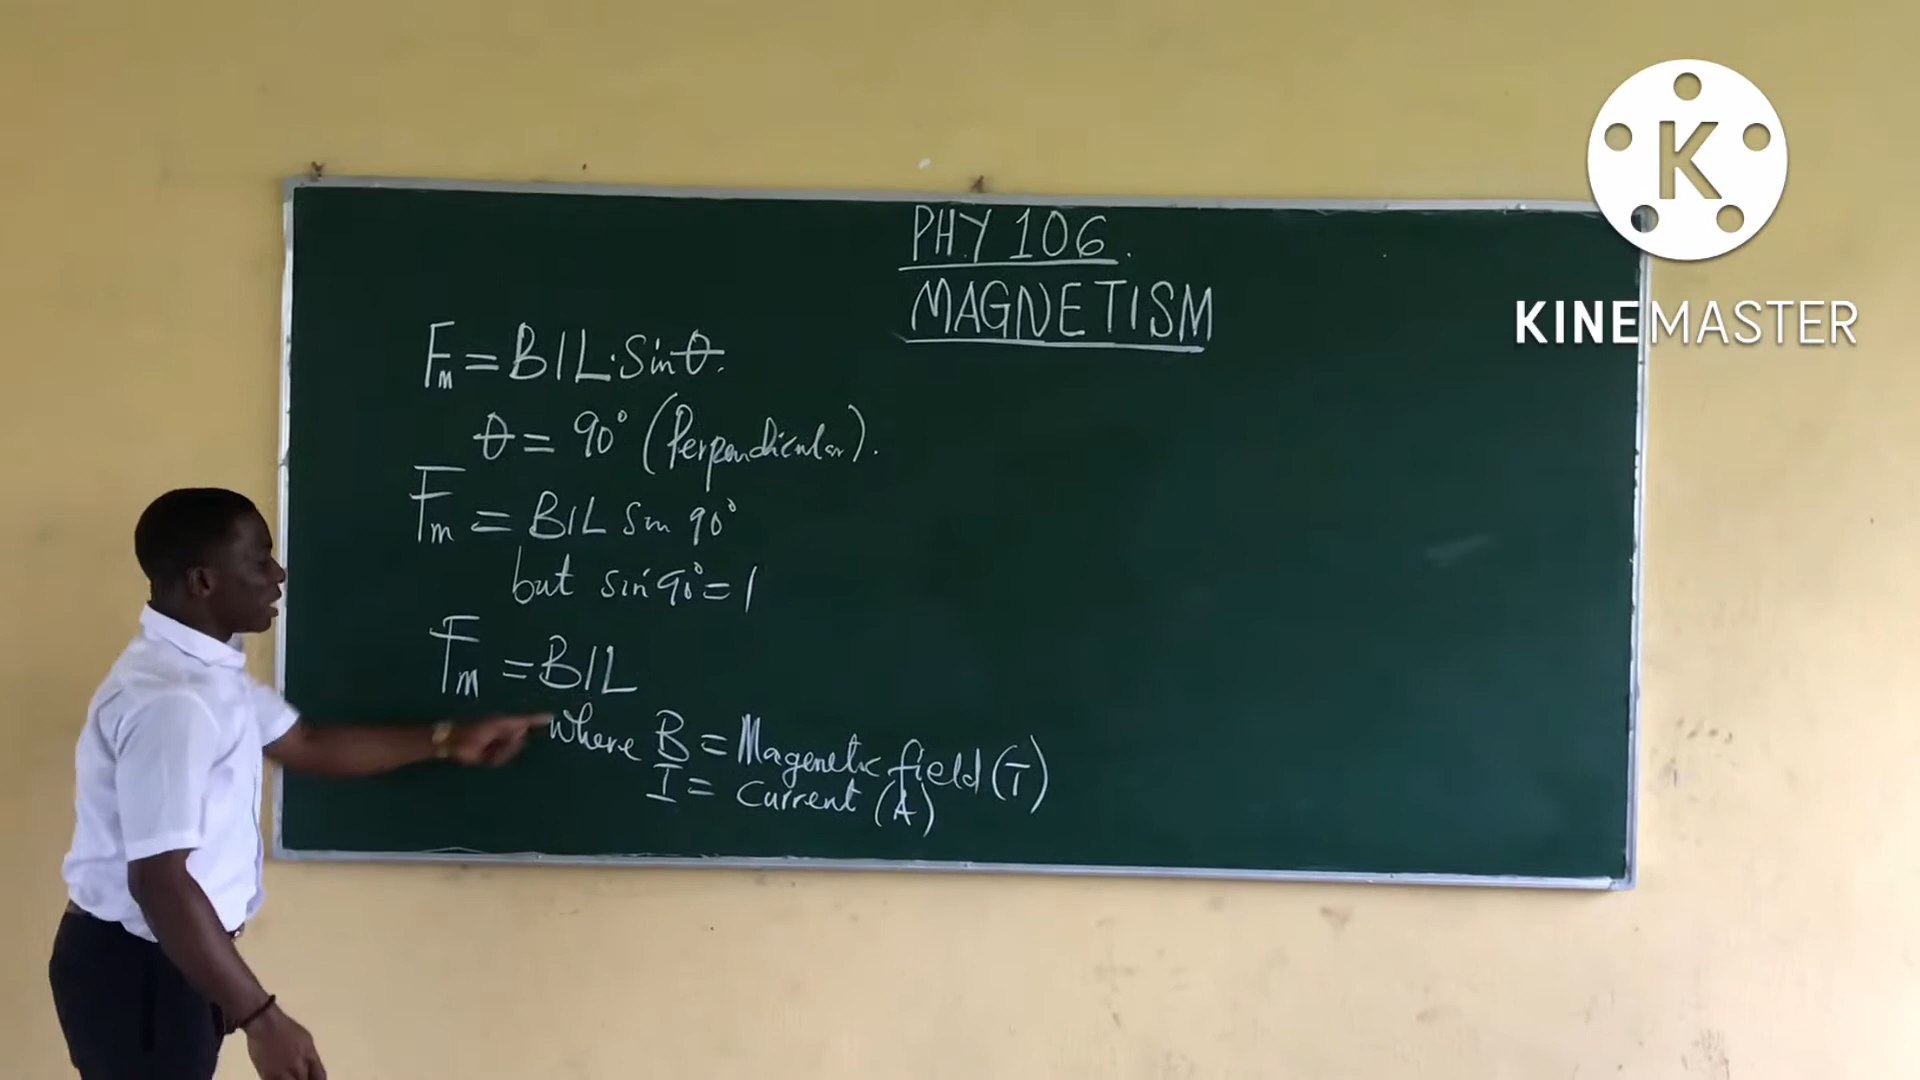 PHY 106.
MAGNETISM
Fm = BIL·Sinθ.
θ = 90° (Perpendicular).
Fm = BIL Sin 90°
but sin 90° = 1
Fm = BIL
where B = Magenetic field (T)
I = Current (A)
K
KINEMASTER